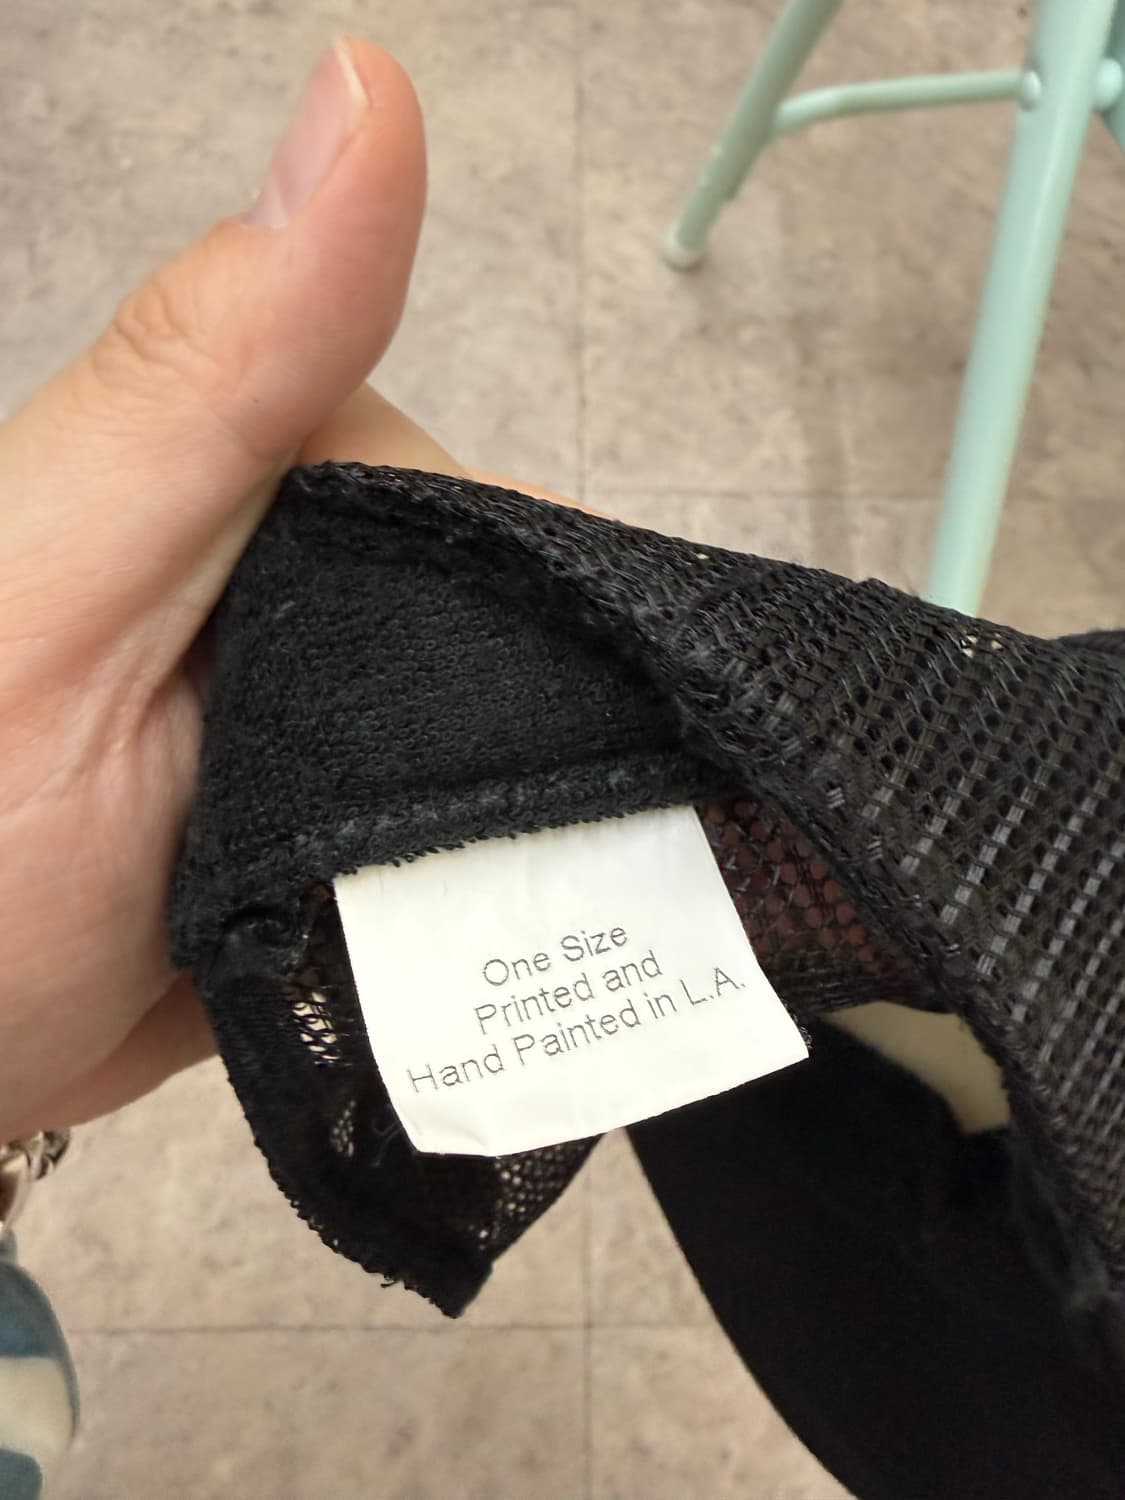 One Size
Printed and
Hand Painted in L.A.